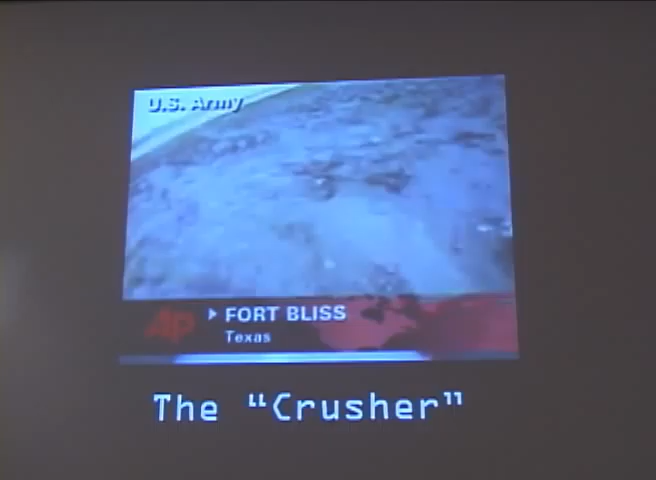 U.S. Army
AP
FORT BLISS
Texas
The “Crusher”